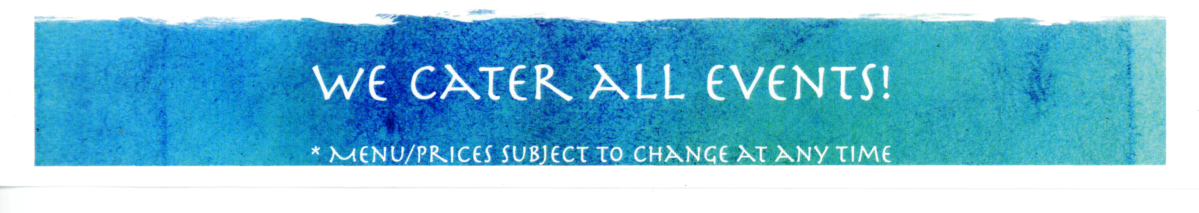 WE CATER ALL EVENTS!
* MENU/PRICES SUBJECT TO CHANGE AT ANY TIME